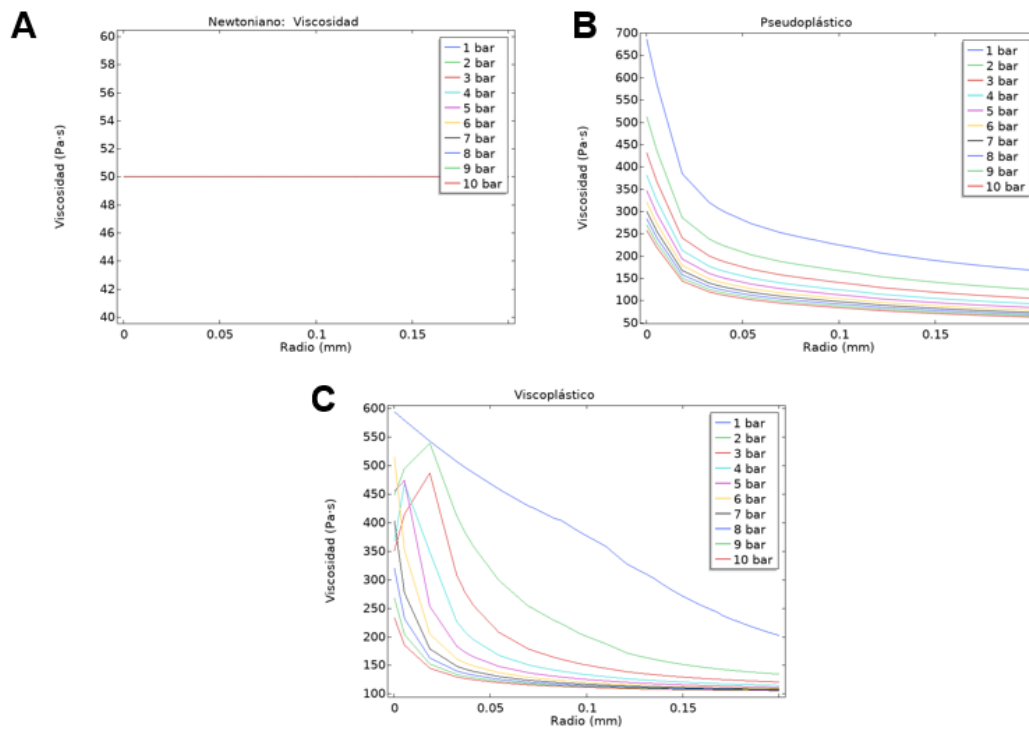 A
Newtoniano: Viscosidad
60
58
56
54
52
50
48
46
44
42
40
Viscosidad (Pa·s)
0
0.05
0.1
0.15
Radio (mm)
1 bar
2 bar
3 bar
4 bar
5 bar
6 bar
7 bar
8 bar
9 bar
10 bar
B
Pseudoplástico
700
650
600
550
500
450
400
350
300
250
200
150
100
50
Viscosidad (Pa·s)
0
0.05
0.1
0.15
Radio (mm)
1 bar
2 bar
3 bar
4 bar
5 bar
6 bar
7 bar
8 bar
9 bar
10 bar
C
Viscoplástico
600
550
500
450
400
350
300
250
200
150
100
Viscosidad (Pa·s)
0
0.05
0.1
0.15
Radio (mm)
1 bar
2 bar
3 bar
4 bar
5 bar
6 bar
7 bar
8 bar
9 bar
10 bar